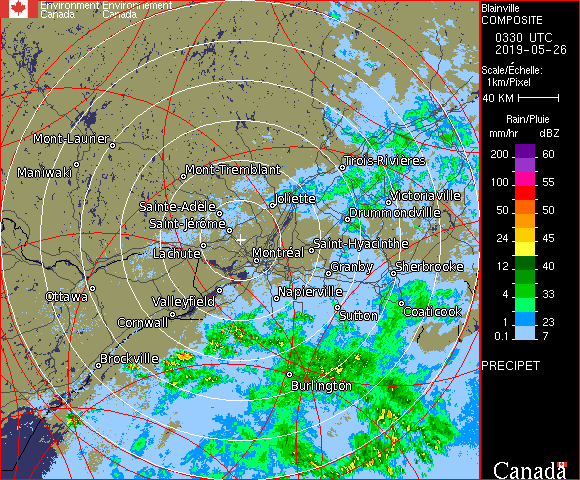 Environment Environnement
Canada Canada
Blainville
COMPOSITE
0330 UTC
2019-05-26
Scale/Échelle:
1km/Pixel
40 KM
Rain/Pluie
mm/hr dBZ
200 60
100 55
50 50
24 45
12 40
4 33
1 23
0.1 7
PRECIPET
Mont-Laurier
Maniwaki
Mont-Tremblant
Trois-Rivières
Joliette
Victoriaville
Sainte-Adèle
Drummondville
Saint-Jérôme
Saint-Hyacinthe
Lachute
Montréal
Granby
Sherbrooke
Ottawa
Valleyfield
Napierville
Coaticook
Cornwall
Sutton
Brockville
Burlington
Canada